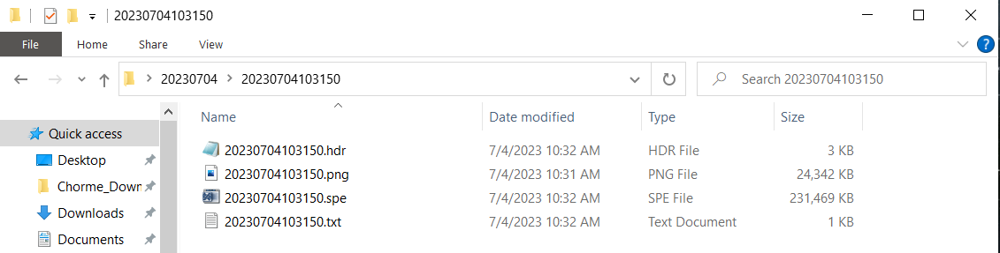 20230704103150
File Home Share View
20230704 20230704103150 Search 20230704103150
Name Date modified Type Size
Quick access
20230704103150.hdr 7/4/2023 10:32 AM HDR File 3 KB
Desktop
20230704103150.png 7/4/2023 10:31 AM PNG File 24,342 KB
Chorme_Down
20230704103150.spe 7/4/2023 10:32 AM SPE File 231,469 KB
Downloads
20230704103150.txt 7/4/2023 10:32 AM Text Document 1 KB
Documents